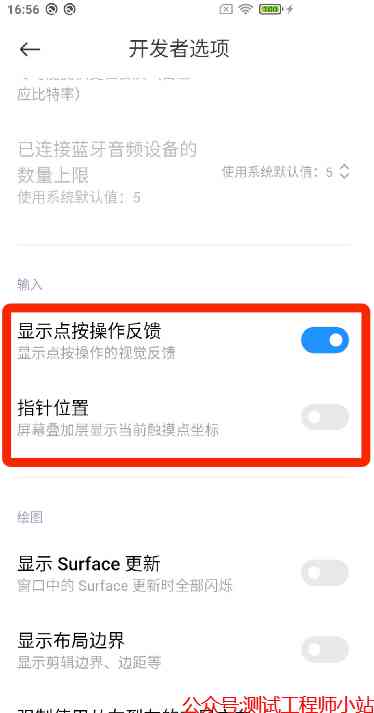 16:56
100
开发者选项
应比特率）
已连接蓝牙音频设备的
数量上限
使用系统默认值：5
使用系统默认值：5
输入
显示点按操作反馈
显示点按操作的视觉反馈
指针位置
屏幕叠加层显示当前触摸点坐标
绘图
显示 Surface 更新
窗口中的 Surface 更新时全部闪烁
显示布局边界
显示剪辑边界、边距等
公众号:测试工程师小站